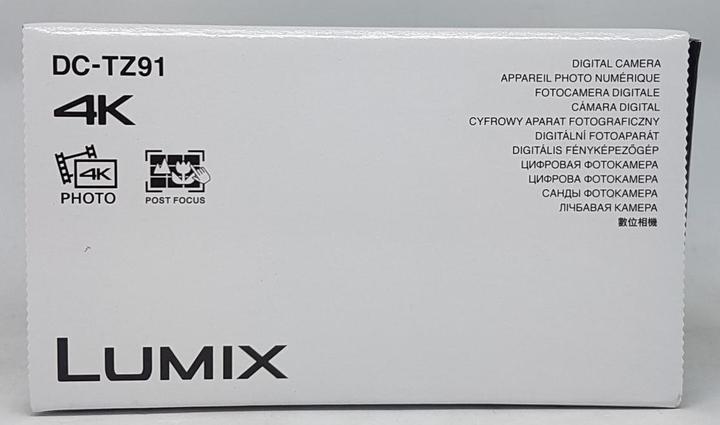 DC-TZ91
4K
4K
PHOTO
POST FOCUS
LUMIX
DIGITAL CAMERA
APPAREIL PHOTO NUMÉRIQUE
FOTOCAMERA DIGITALE
CÁMARA DIGITAL
CYFROWY APARAT FOTOGRAFICZNY
DIGITÁLNÍ FOTOAPARÁT
DIGITÁLIS FÉNYKÉPEZŐGÉP
ЦИФРОВАЯ ФОТОКАМЕРА
ЦИФРОВА ФОТОКАМЕРА
САНДЫ ФОТОКАМЕРА
ЛІЧБАВАЯ КАМЕРА
數位相機